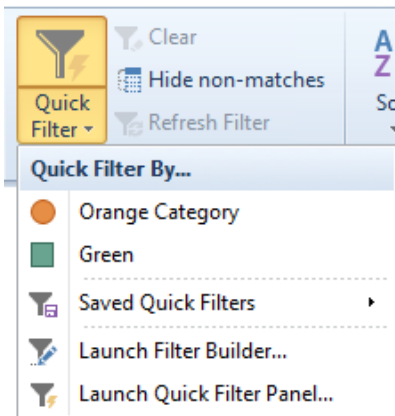 Clear
Hide non-matches
Refresh Filter
Quick
Filter
A
Z
Quick Filter By...
Orange Category
Green
Saved Quick Filters
Launch Filter Builder...
Launch Quick Filter Panel...